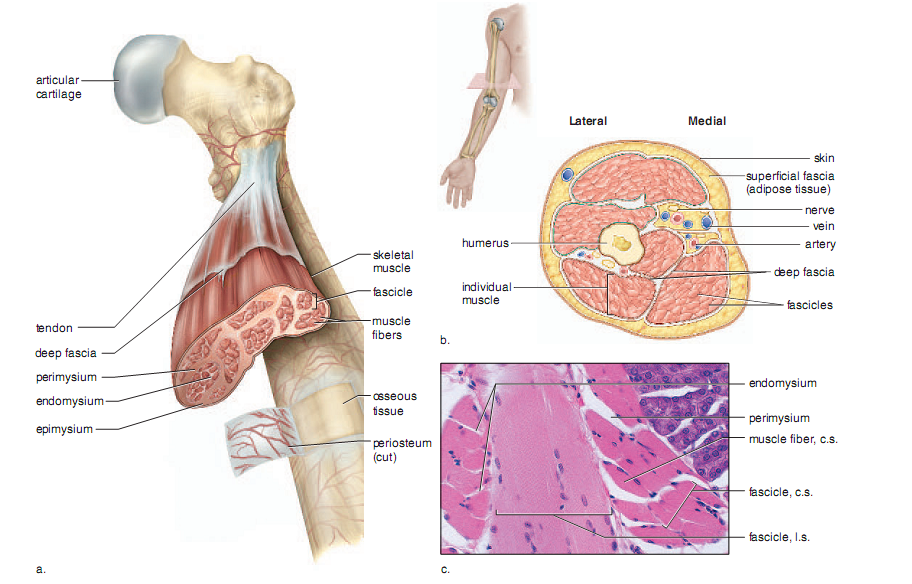 articular
cartilage
skeletal
muscle
fascicle
muscle
fibers
tendon
deep fascia
perimysium
endomysium
epimysium
osseous
tissue
periosteum
(cut)
a.
Lateral
Medial
skin
superficial fascia
(adipose tissue)
nerve
vein
artery
humerus
deep fascia
individual
muscle
fascicles
b.
endomysium
perimysium
muscle fiber, c.s.
fascicle, c.s.
fascicle, l.s.
c.